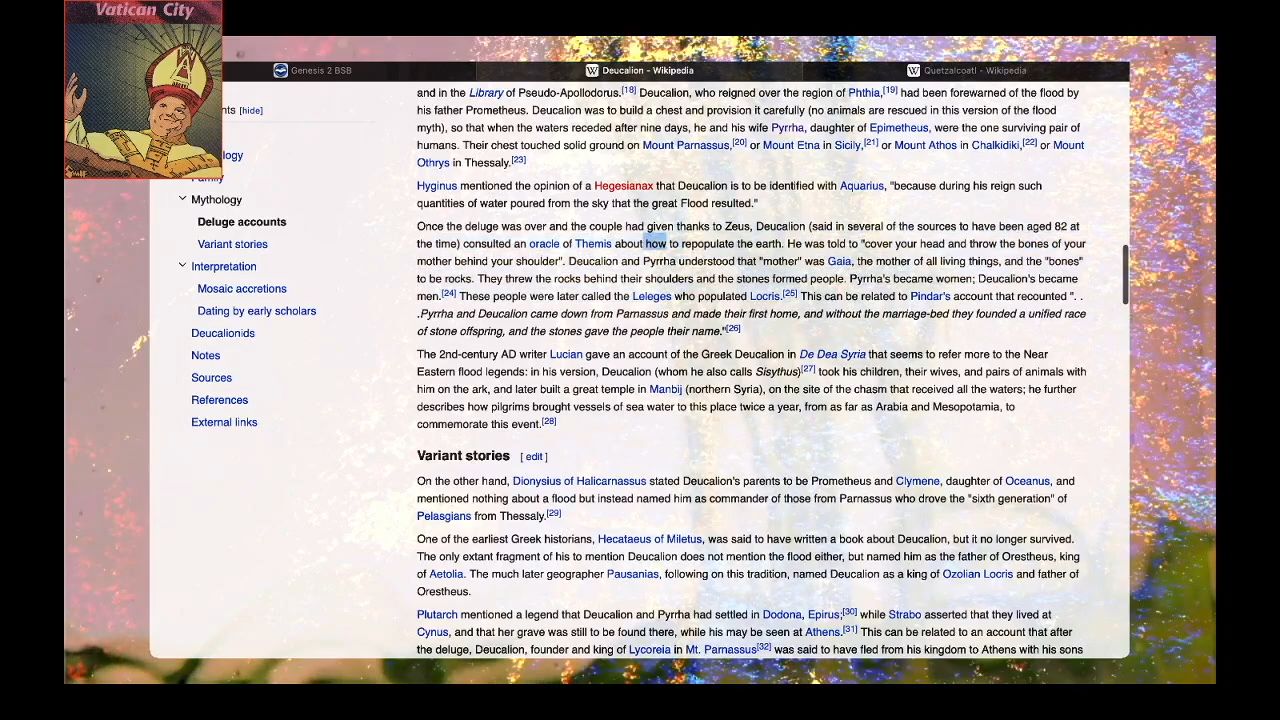 Vatican City
Genesis 2 BSB
Deucalion - Wikipedia
Quetzalcoatl - Wikipedia
nts [hide]
ology
Family
Mythology
Deluge accounts
Variant stories
Interpretation
Mosaic accretions
Dating by early scholars
Deucalionids
Notes
Sources
References
External links
and in the Library of Pseudo-Apollodorus.[18] Deucalion, who reigned over the region of Phthia,[19] had been forewarned of the flood by
his father Prometheus. Deucalion was to build a chest and provision it carefully (no animals are rescued in this version of the flood
myth), so that when the waters receded after nine days, he and his wife Pyrrha, daughter of Epimetheus, were the one surviving pair of
humans. Their chest touched solid ground on Mount Parnassus,[20] or Mount Etna in Sicily,[21] or Mount Athos in Chalkidiki,[22] or Mount
Othrys in Thessaly.[23]
Hyginus mentioned the opinion of a Hegesianax that Deucalion is to be identified with Aquarius, "because during his reign such
quantities of water poured from the sky that the great Flood resulted."
Once the deluge was over and the couple had given thanks to Zeus, Deucalion (said in several of the sources to have been aged 82 at
the time) consulted an oracle of Themis about how to repopulate the earth. He was told to "cover your head and throw the bones of your
mother behind your shoulder". Deucalion and Pyrrha understood that "mother" was Gaia, the mother of all living things, and the "bones"
to be rocks. They threw the rocks behind their shoulders and the stones formed people. Pyrrha's became women; Deucalion's became
men.[24] These people were later called the Leleges who populated Locris.[25] This can be related to Pindar's account that recounted ". .
.Pyrrha and Deucalion came down from Parnassus and made their first home, and without the marriage-bed they founded a unified race
of stone offspring, and the stones gave the people their name."[26]
The 2nd-century AD writer Lucian gave an account of the Greek Deucalion in De Dea Syria that seems to refer more to the Near
Eastern flood legends: in his version, Deucalion (whom he also calls Sisythus)[27] took his children, their wives, and pairs of animals with
him on the ark, and later built a great temple in Manbij (northern Syria), on the site of the chasm that received all the waters; he further
describes how pilgrims brought vessels of sea water to this place twice a year, from as far as Arabia and Mesopotamia, to
commemorate this event.[28]
Variant stories [ edit ]
On the other hand, Dionysius of Halicarnassus stated Deucalion's parents to be Prometheus and Clymene, daughter of Oceanus, and
mentioned nothing about a flood but instead named him as commander of those from Parnassus who drove the "sixth generation" of
Pelasgians from Thessaly.[29]
One of the earliest Greek historians, Hecataeus of Miletus, was said to have written a book about Deucalion, but it no longer survived.
The only extant fragment of his to mention Deucalion does not mention the flood either, but named him as the father of Orestheus, king
of Aetolia. The much later geographer Pausanias, following on this tradition, named Deucalion as a king of Ozolian Locris and father of
Orestheus.
Plutarch mentioned a legend that Deucalion and Pyrrha had settled in Dodona, Epirus;[30] while Strabo asserted that they lived at
Cynus, and that her grave was still to be found there, while his may be seen at Athens.[31] This can be related to an account that after
the deluge, Deucalion, founder and king of Lycoreia in Mt. Parnassus[32] was said to have fled from his kingdom to Athens with his sons